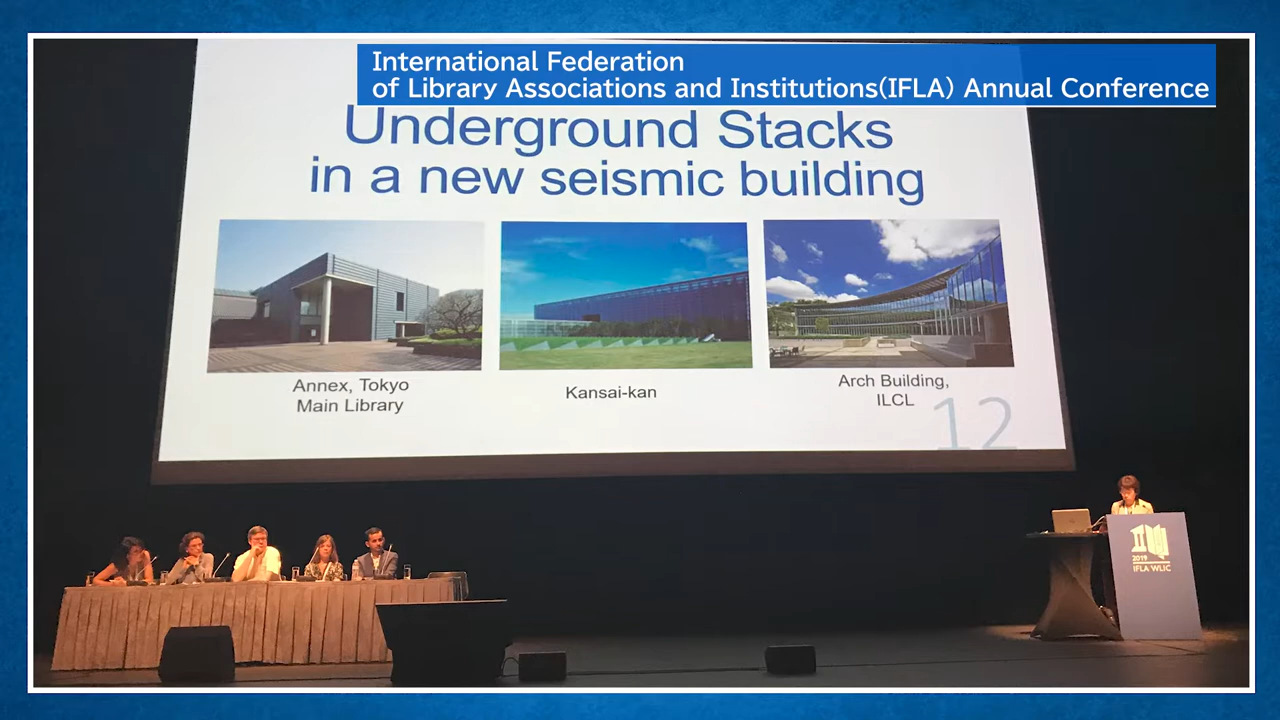 International Federation
of Library Associations and Institutions(IFLA) Annual Conference
Underground Stacks
in a new seismic building
Annex, Tokyo
Main Library
Kansai-kan
Arch Building,
ILCL
12
2019
IFLA WLIC